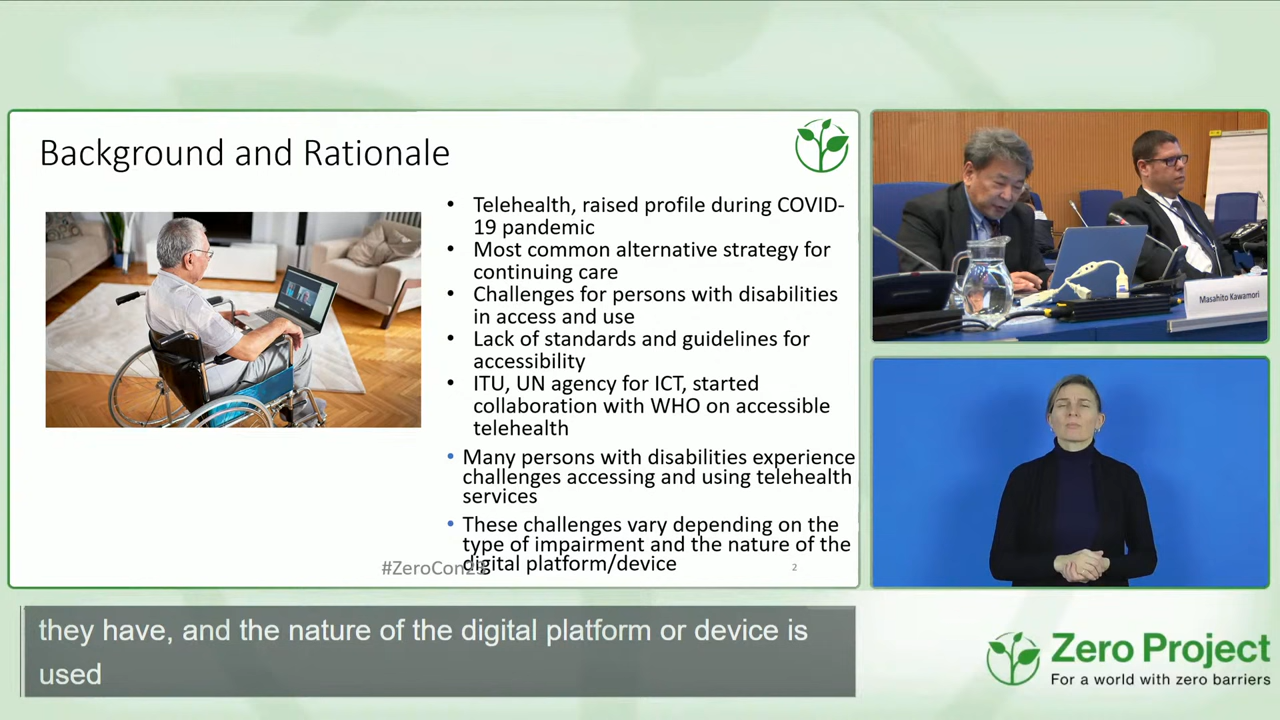 Background and Rationale
• Telehealth, raised profile during COVID-
19 pandemic
• Most common alternative strategy for
continuing care
• Challenges for persons with disabilities
in access and use
• Lack of standards and guidelines for
accessibility
• ITU, UN agency for ICT, started
collaboration with WHO on accessible
telehealth
• Many persons with disabilities experience
challenges accessing and using telehealth
services
• These challenges vary depending on the
type of impairment and the nature of the
digital platform/device
#ZeroCon23
2
Masahito Kawamori
they have, and the nature of the digital platform or device is
used
Zero Project
For a world with zero barriers